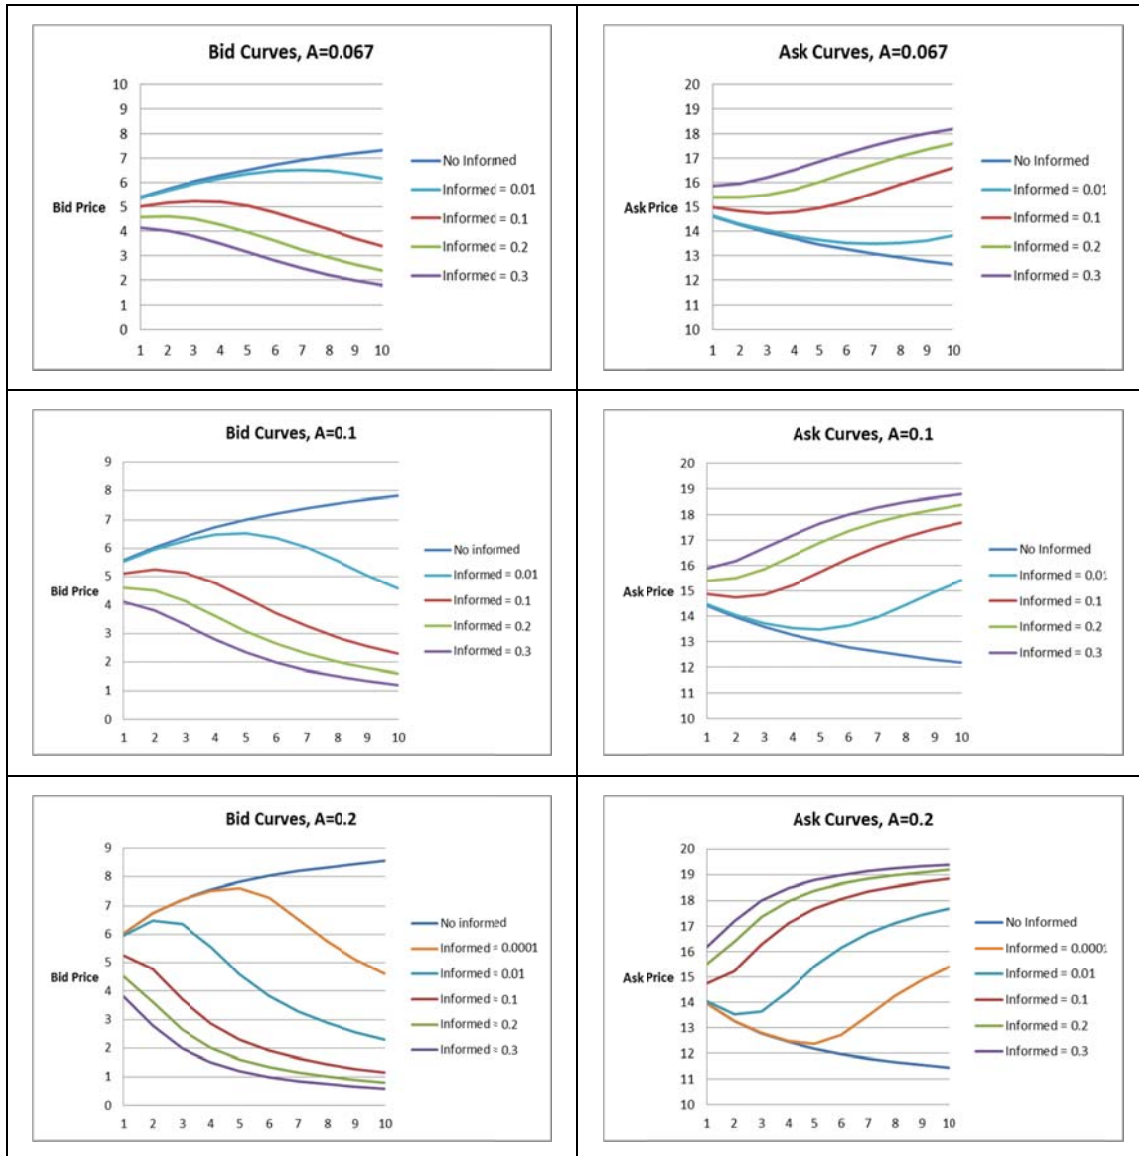 Bid Curves, A=0.067
10
9
8
7
6
5
4
3
2
1
0
Bid Price
1 2 3 4 5 6 7 8 9 10
No Informed
Informed = 0.01
Informed = 0.1
Informed = 0.2
Informed = 0.3
Ask Curves, A=0.067
20
19
18
17
16
15
14
13
12
11
10
Ask Price
1 2 3 4 5 6 7 8 9 10
No Informed
Informed = 0.01
Informed = 0.1
Informed = 0.2
Informed = 0.3
Bid Curves, A=0.1
9
8
7
6
5
4
3
2
1
0
Bid Price
1 2 3 4 5 6 7 8 9 10
No informed
Informed = 0.01
Informed = 0.1
Informed = 0.2
Informed = 0.3
Ask Curves, A=0.1
20
19
18
17
16
15
14
13
12
11
10
Ask Price
1 2 3 4 5 6 7 8 9 10
No Informed
Informed = 0.01
Informed = 0.1
Informed = 0.2
Informed = 0.3
Bid Curves, A=0.2
9
8
7
6
5
4
3
2
1
0
Bid Price
1 2 3 4 5 6 7 8 9 10
No informed
Informed = 0.0001
Informed = 0.01
Informed = 0.1
Informed = 0.2
Informed = 0.3
Ask Curves, A=0.2
20
19
18
17
16
15
14
13
12
11
10
Ask Price
1 2 3 4 5 6 7 8 9 10
No Informed
Informed = 0.0001
Informed = 0.01
Informed = 0.1
Informed = 0.2
Informed = 0.3